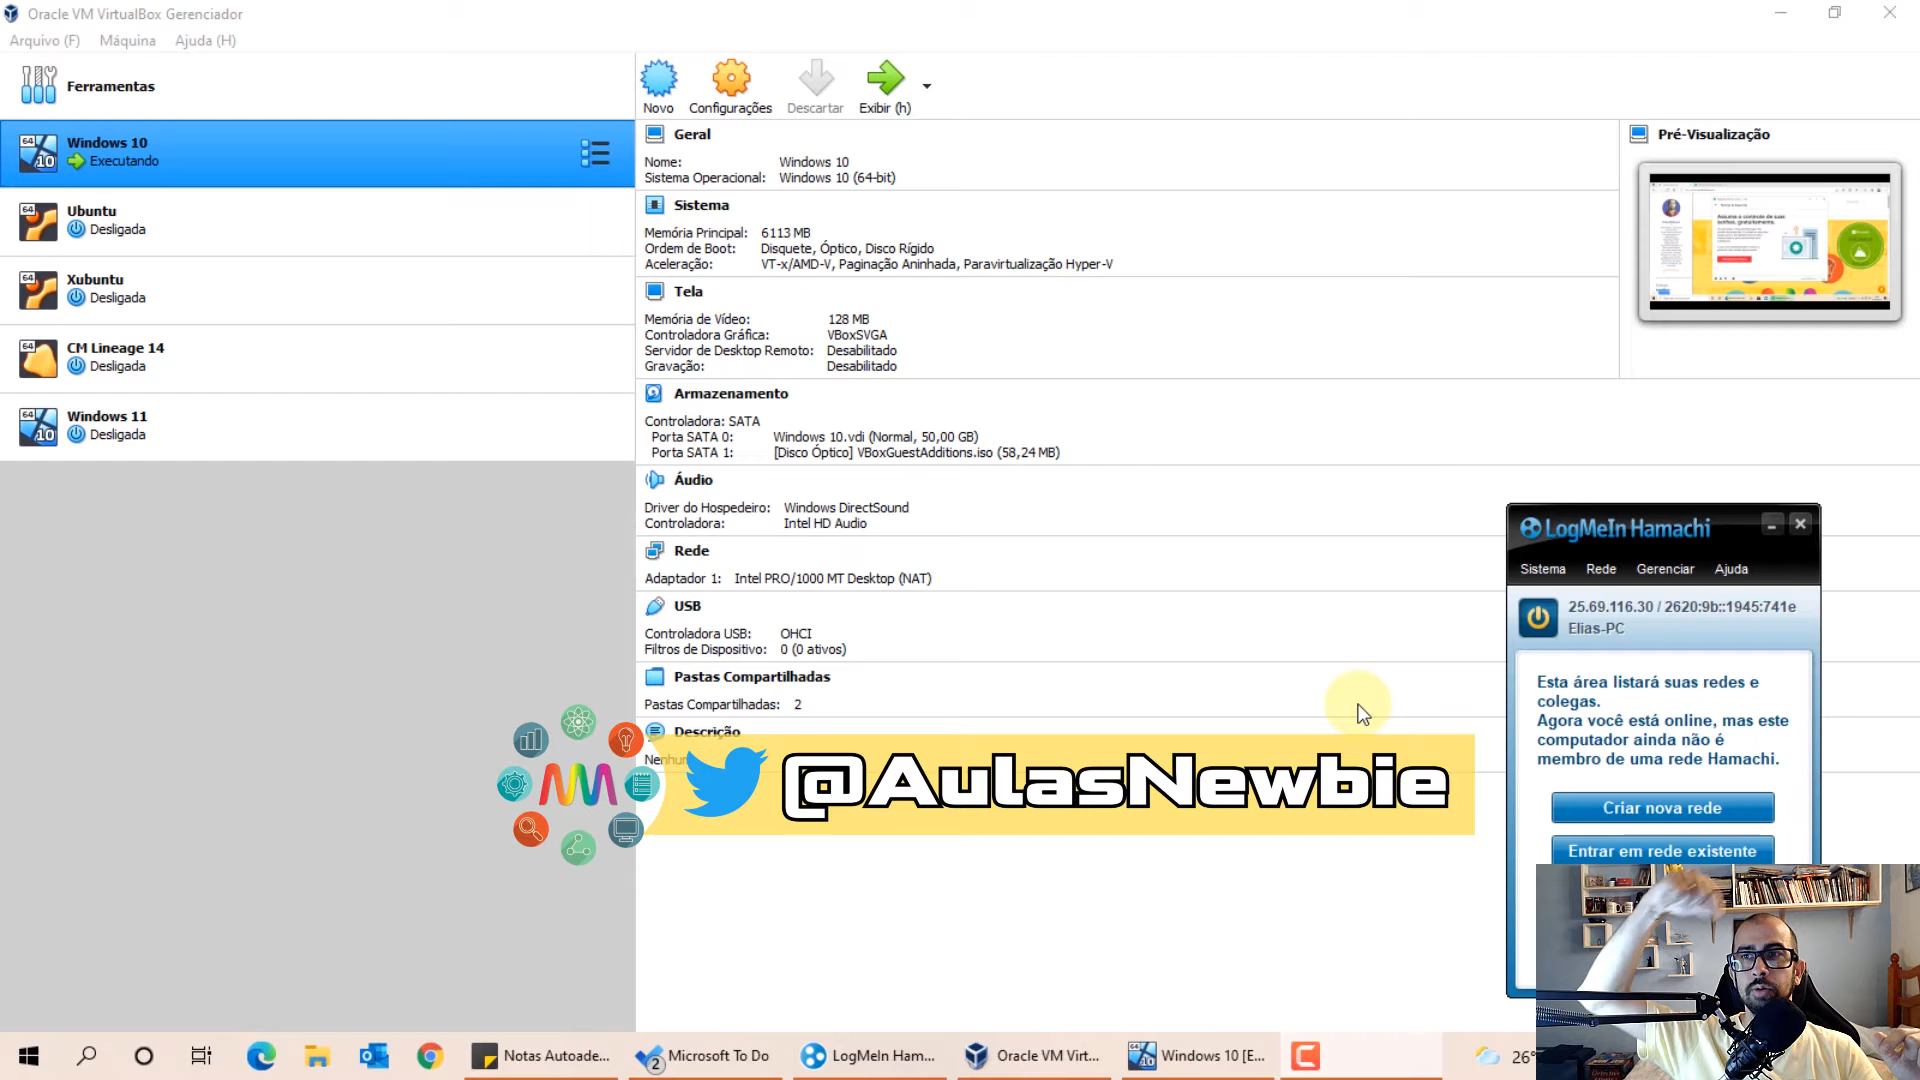 Oracle VM VirtualBox Gerenciador
Arquivo (F) Máquina Ajuda (H)
Ferramentas
Novo Configurações Descartar Exibir (h)
64 10 Windows 10
Executando
64 Ubuntu
Desligada
64 Xubuntu
Desligada
64 CM Lineage 14
Desligada
64 10 Windows 11
Desligada
Geral
Nome: Windows 10
Sistema Operacional: Windows 10 (64-bit)
Sistema
Memória Principal: 6113 MB
Ordem de Boot: Disquete, Óptico, Disco Rígido
Aceleração: VT-x/AMD-V, Paginação Aninhada, Paravirtualização Hyper-V
Tela
Memória de Vídeo: 128 MB
Controladora Gráfica: VBoxSVGA
Servidor de Desktop Remoto: Desabilitado
Gravação: Desabilitado
Armazenamento
Controladora: SATA
Porta SATA 0: Windows 10.vdi (Normal, 50,00 GB)
Porta SATA 1: [Disco Óptico] VBoxGuestAdditions.iso (58,24 MB)
Áudio
Driver do Hospedeiro: Windows DirectSound
Controladora: Intel HD Audio
Rede
Adaptador 1: Intel PRO/1000 MT Desktop (NAT)
USB
Controladora USB: OHCI
Filtros de Dispositivo: 0 (0 ativos)
Pastas Compartilhadas
Pastas Compartilhadas: 2
Descrição
Nenhum
Pré-Visualização
@AulasNewbie
LogMeIn Hamachi
Sistema Rede Gerenciar Ajuda
25.69.116.30 / 2620:9b::1945:741e
Elias-PC
Esta área listará suas redes e
colegas.
Agora você está online, mas este
computador ainda não é
membro de uma rede Hamachi.
Criar nova rede
Entrar em rede existente
Notas Autoade... 2 Microsoft To Do LogMeIn Ham... Oracle VM Virt... Windows 10 [E... 26°